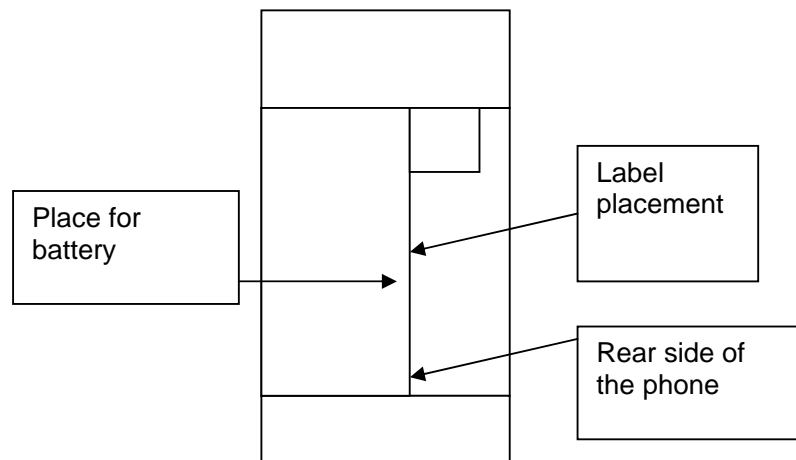 Place for
battery
Label
placement
Rear side of
the phone